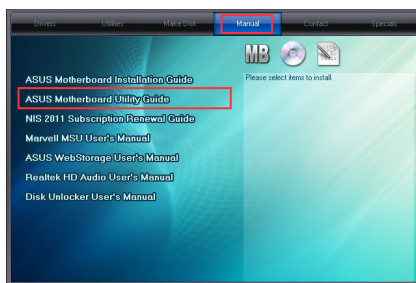 Drivers Utilities Make Disk Manual Contact Specials
MB
Please select items to install.
ASUS Motherboard Installation Guide
ASUS Motherboard Utility Guide
NIS 2011 Subscription Renewal Guide
Marvell MSU User's Manual
ASUS WebStorage User's Manual
Realtek HD Audio User's Manual
Disk Unlocker User's Manual